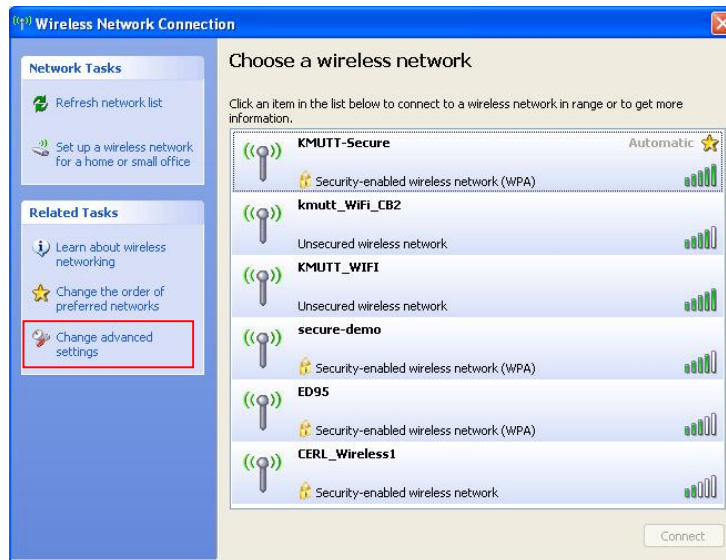 Wireless Network Connection
Network Tasks
Refresh network list
Set up a wireless network
for a home or small office
Related Tasks
Learn about wireless
networking
Change the order of
preferred networks
Change advanced
settings
Choose a wireless network
Click an item in the list below to connect to a wireless network in range or to get more
information.
KMUTT-Secure
Automatic
Security-enabled wireless network (WPA)
kmutt_WiFi_CB2
Unsecured wireless network
KMUTT_WIFI
Unsecured wireless network
secure-demo
Security-enabled wireless network (WPA)
ED95
Security-enabled wireless network (WPA)
CERL_Wireless1
Security-enabled wireless network
Connect